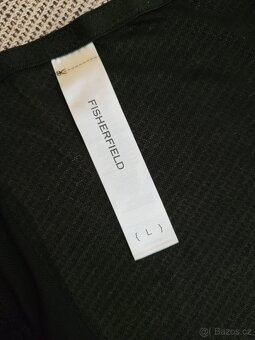 FISHERFIELD
{ L }
Bazos.cz